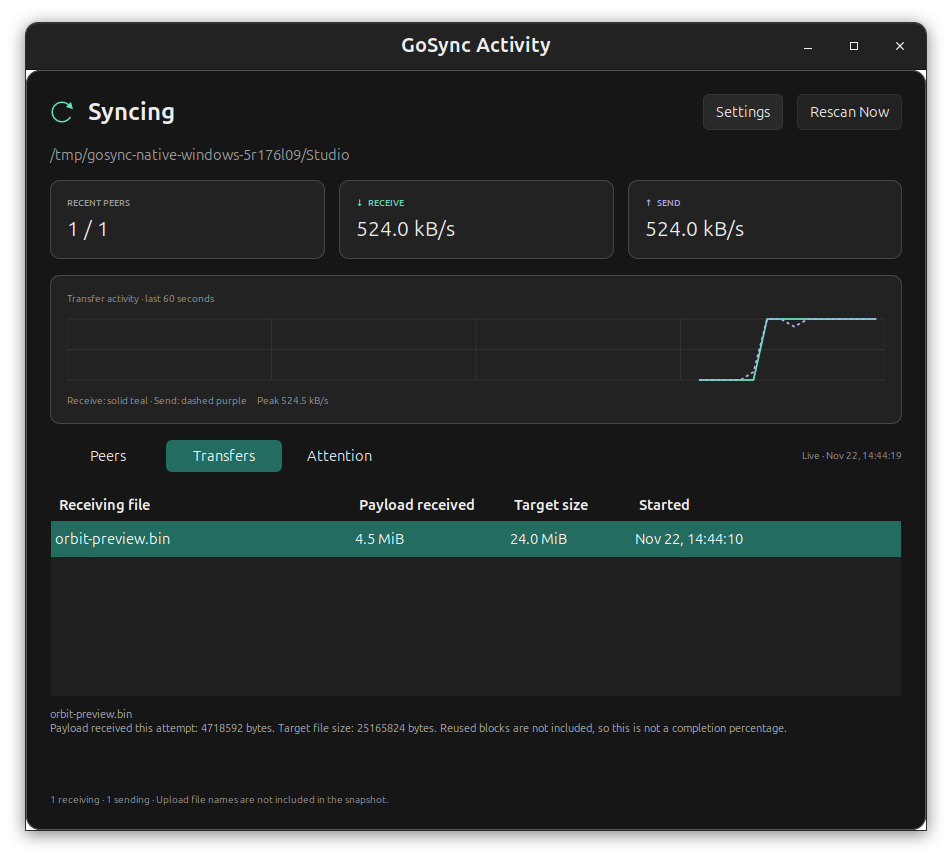 GoSync Activity
Syncing
Settings
Rescan Now
/tmp/gosync-native-windows-5r176l09/Studio
RECENT PEERS
1 / 1
↓ RECEIVE
524.0 kB/s
↑ SEND
524.0 kB/s
Transfer activity · last 60 seconds
Receive: solid teal · Send: dashed purple Peak 524.5 kB/s
Peers
Transfers
Attention
Live · Nov 22, 14:44:19
Receiving file Payload received Target size Started
orbit-preview.bin 4.5 MiB 24.0 MiB Nov 22, 14:44:10
orbit-preview.bin
Payload received this attempt: 4718592 bytes. Target file size: 25165824 bytes. Reused blocks are not included, so this is not a completion percentage.
1 receiving · 1 sending · Upload file names are not included in the snapshot.